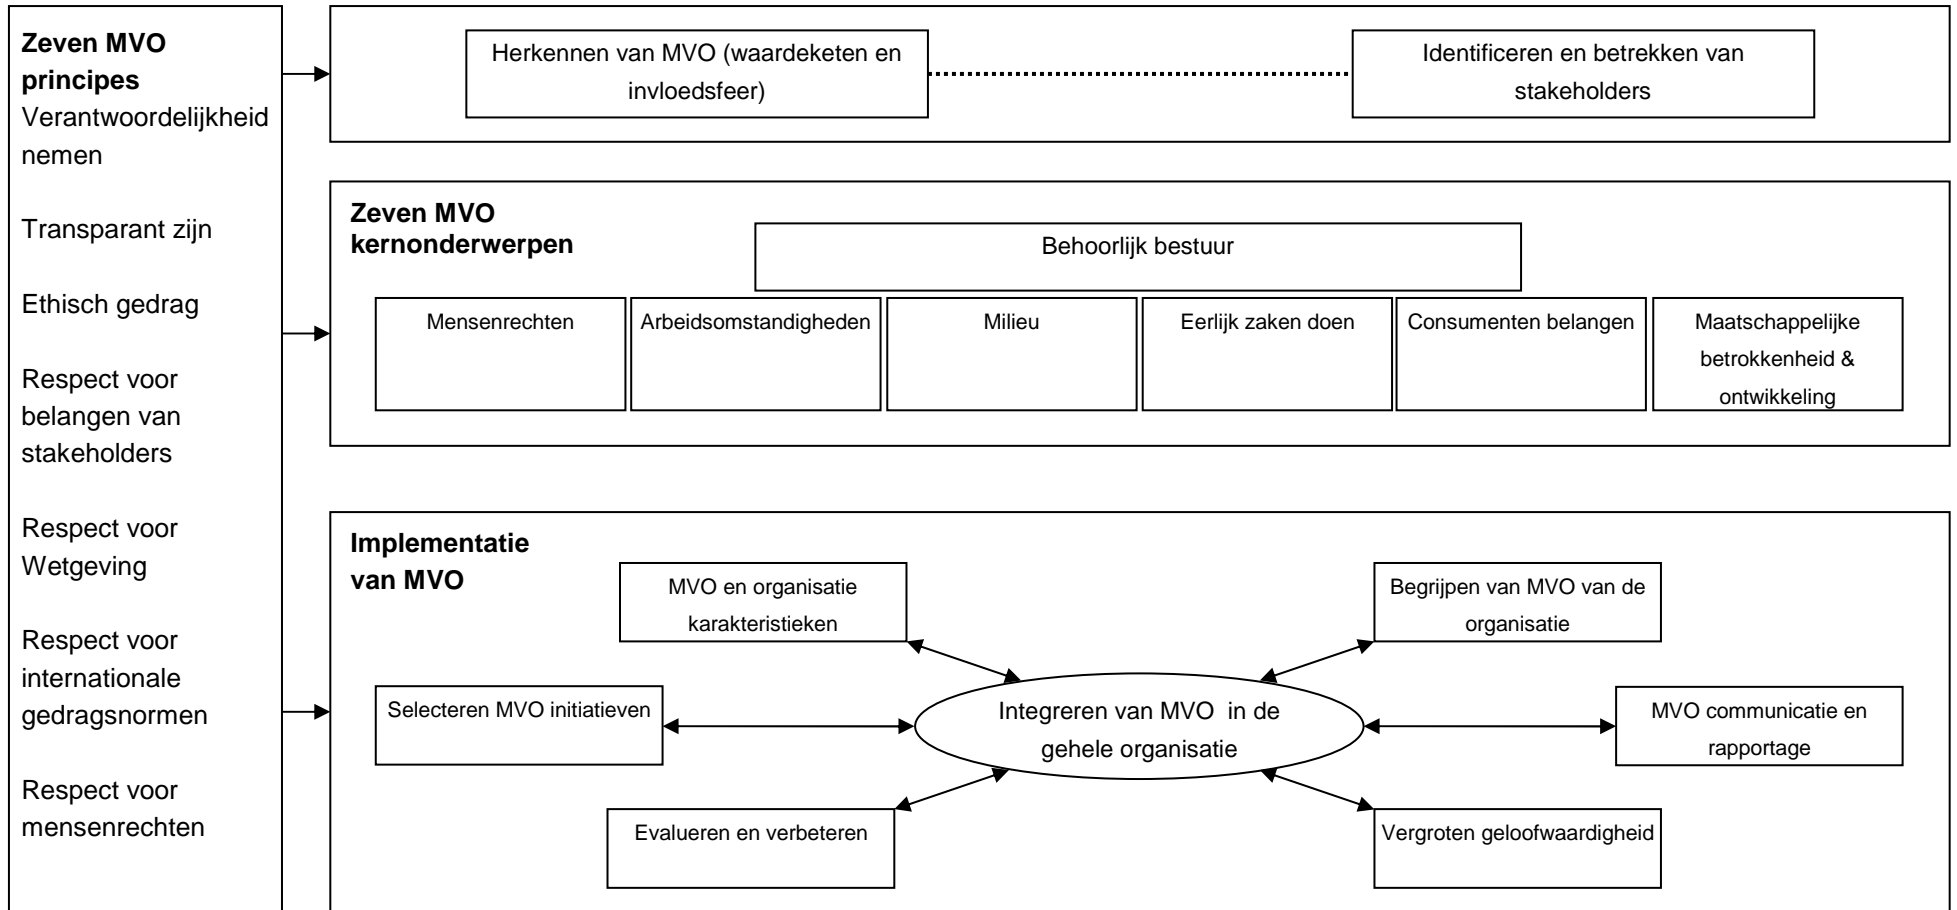 Zeven MVO
principes
Verantwoordelijkheid
nemen
Transparant zijn
Ethisch gedrag
Respect voor
belangen van
stakeholders
Respect voor
Wetgeving
Respect voor
internationale
gedragsnormen
Respect voor
mensenrechten
Herkennen van MVO (waardeketen en
invloedsfeer)
Identificeren en betrekken van
stakeholders
Zeven MVO
kernonderwerpen
Behoorlijk bestuur
Mensenrechten
Arbeidsomstandigheden
Milieu
Eerlijk zaken doen
Consumenten belangen
Maatschappelijke
betrokkenheid &
ontwikkeling
Implementatie
van MVO
MVO en organisatie
karakteristieken
Begrijpen van MVO van de
organisatie
Selecteren MVO initiatieven
Integreren van MVO in de
gehele organisatie
MVO communicatie en
rapportage
Evalueren en verbeteren
Vergroten geloofwaardigheid